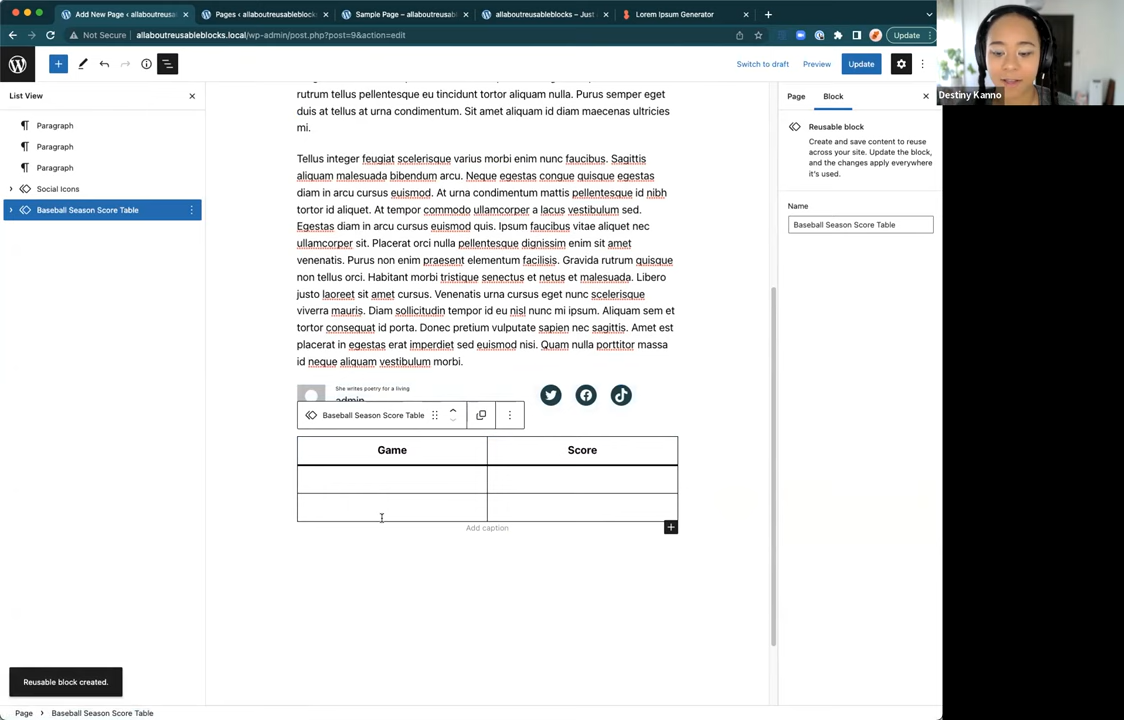 Add New Page ‹ allaboutreusable
Pages ‹ allaboutreusableblocks.
Sample Page – allaboutreusab
allaboutreusableblocks – Just
Lorem Ipsum Generator
Not Secure
allaboutreusableblocks.local/wp-admin/post.php?post=9&action=edit
Update
Switch to draft
Preview
Update
Destiny Kanno
List View
Paragraph
Paragraph
Paragraph
Social Icons
Baseball Season Score Table
rutrum tellus pellentesque eu tincidunt tortor aliquam nulla. Purus semper eget
duis at tellus at urna condimentum. Sit amet aliquam id diam maecenas ultricies
mi.
Tellus integer feugiat scelerisque varius morbi enim nunc faucibus. Sagittis
aliquam malesuada bibendum arcu. Neque egestas congue quisque egestas
diam in arcu cursus euismod. At urna condimentum mattis pellentesque id nibh
tortor id aliquet. At tempor commodo ullamcorper a lacus vestibulum sed.
Egestas diam in arcu cursus euismod quis. Ipsum faucibus vitae aliquet nec
ullamcorper sit. Placerat orci nulla pellentesque dignissim enim sit amet
venenatis. Purus non enim praesent elementum facilisis. Gravida rutrum quisque
non tellus orci. Habitant morbi tristique senectus et netus et malesuada. Libero
justo laoreet sit amet cursus. Venenatis urna cursus eget nunc scelerisque
viverra mauris. Diam sollicitudin tempor id eu nisl nunc mi ipsum. Aliquam sem et
tortor consequat id porta. Donec pretium vulputate sapien nec sagittis. Amet est
placerat in egestas erat imperdiet sed euismod nisi. Quam nulla porttitor massa
id neque aliquam vestibulum morbi.
She writes poetry for a living
admin
Baseball Season Score Table
Game
Score
Add caption
Page
Block
Reusable block
Create and save content to reuse
across your site. Update the block,
and the changes apply everywhere
it's used.
Name
Baseball Season Score Table
Reusable block created.
Page
Baseball Season Score Table